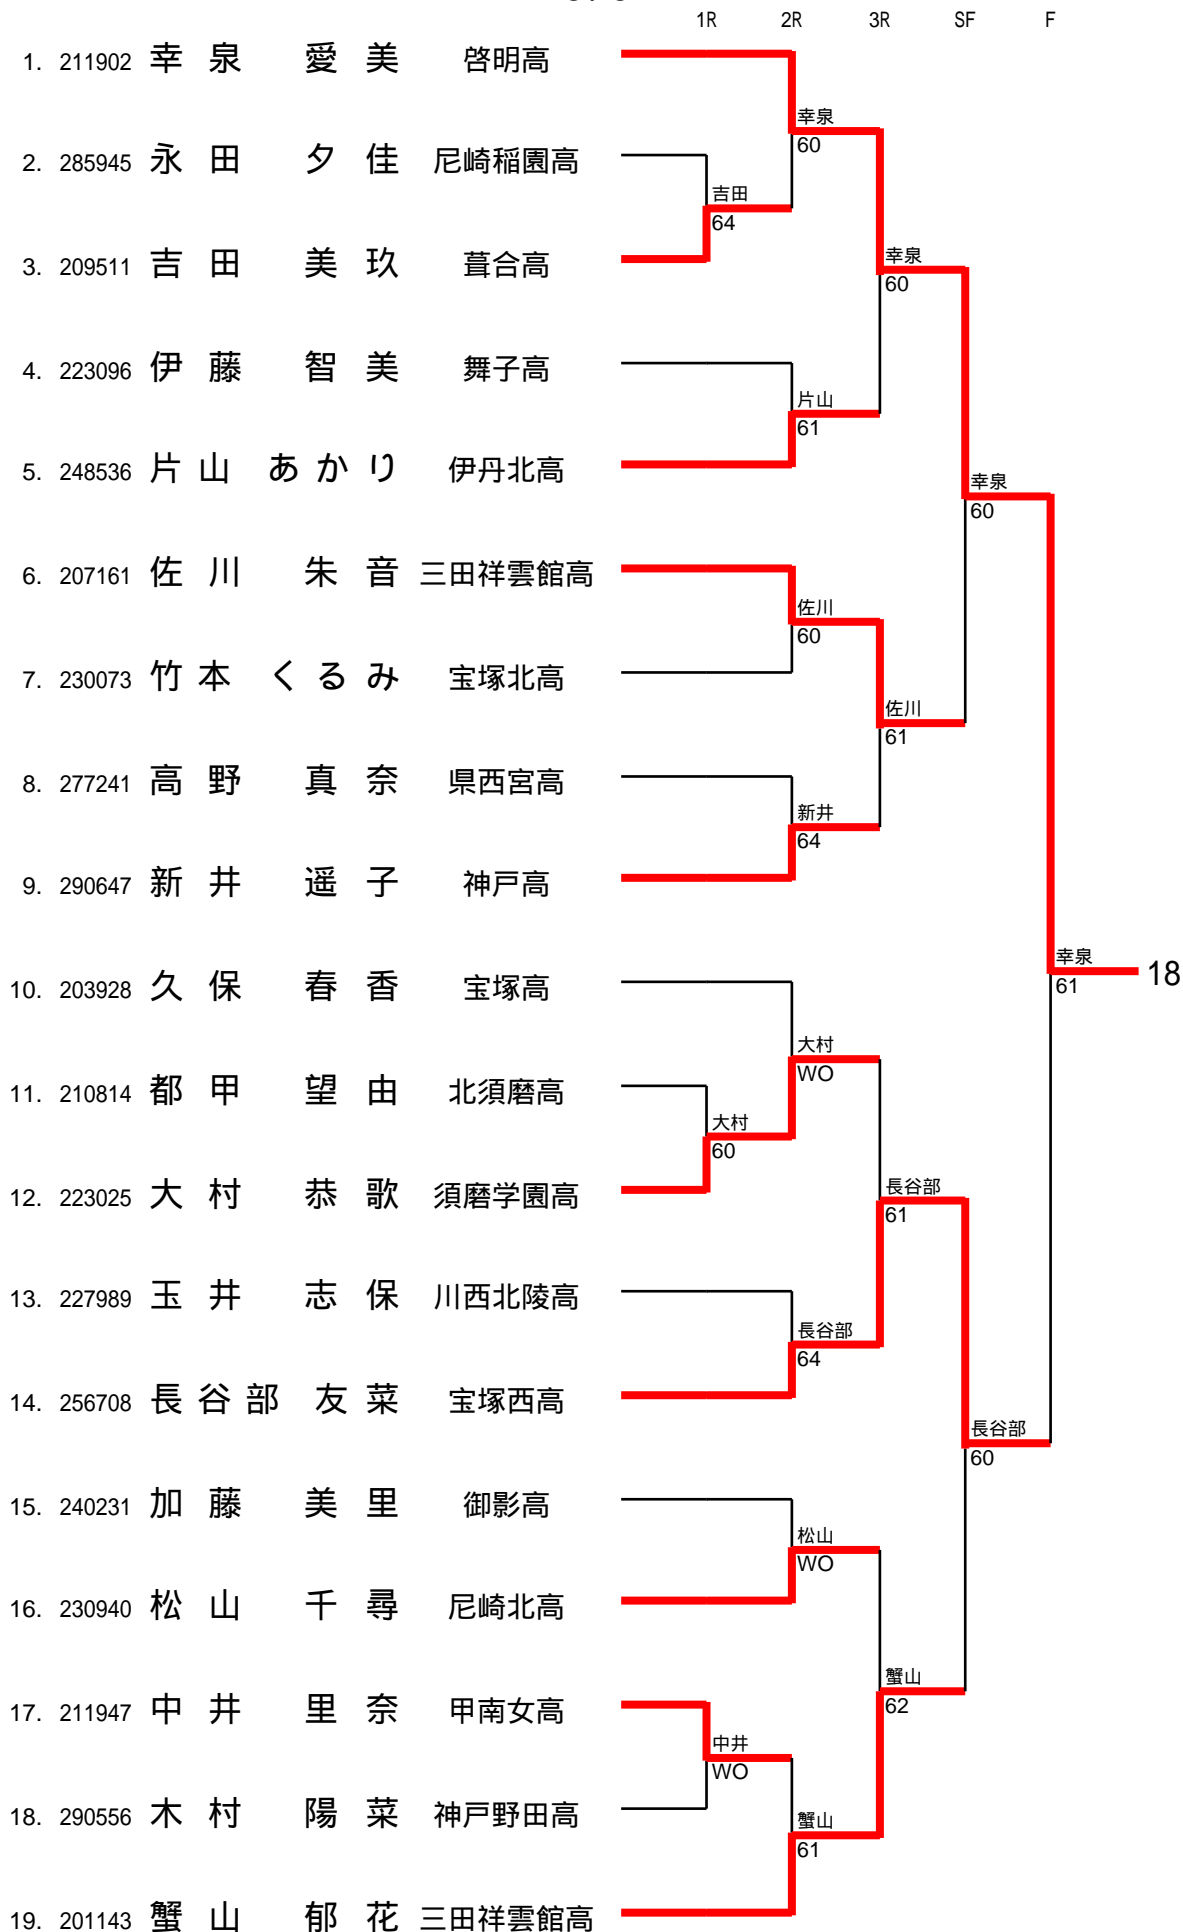 1R 2R 3R SF F
1. 211902 幸泉 愛美 啓明高
幸泉
60
2. 285945 永田 夕佳 尼崎稲園高
吉田
64
3. 209511 吉田 美玖 葺合高
幸泉
60
4. 223096 伊藤 智美 舞子高
片山
61
5. 248536 片山 あかり 伊丹北高
幸泉
60
6. 207161 佐川 朱音 三田祥雲館高
佐川
60
7. 230073 竹本 くるみ 宝塚北高
佐川
61
8. 277241 高野 真奈 県西宮高
新井
64
9. 290647 新井 遥子 神戸高
幸泉
61
18
10. 203928 久保 春香 宝塚高
大村
WO
11. 210814 都甲 望由 北須磨高
大村
60
12. 223025 大村 恭歌 須磨学園高
長谷部
61
13. 227989 玉井 志保 川西北陵高
長谷部
64
14. 256708 長谷部 友菜 宝塚西高
長谷部
60
15. 240231 加藤 美里 御影高
松山
WO
16. 230940 松山 千尋 尼崎北高
蟹山
62
17. 211947 中井 里奈 甲南女高
中井
WO
18. 290556 木村 陽菜 神戸野田高
蟹山
61
19. 201143 蟹山 郁花 三田祥雲館高